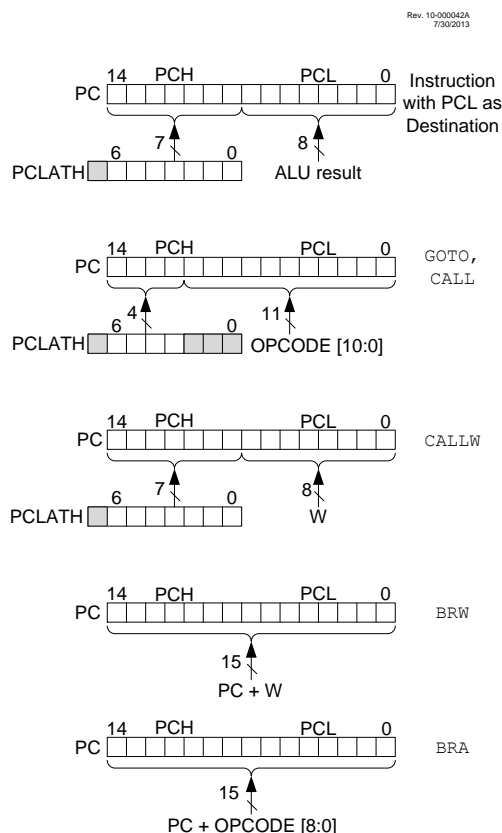 Rev. 10-000042A
7/30/2013
14 PCH PCL 0
PC
Instruction
with PCL as
Destination
7 8
6 0
PCLATH
ALU result
14 PCH PCL 0
PC
GOTO,
CALL
4 11
6 0
PCLATH
OPCODE [10:0]
14 PCH PCL 0
PC
CALLW
7 8
6 0
PCLATH
W
14 PCH PCL 0
PC
BRW
15
PC + W
14 PCH PCL 0
PC
BRA
15
PC + OPCODE [8:0]